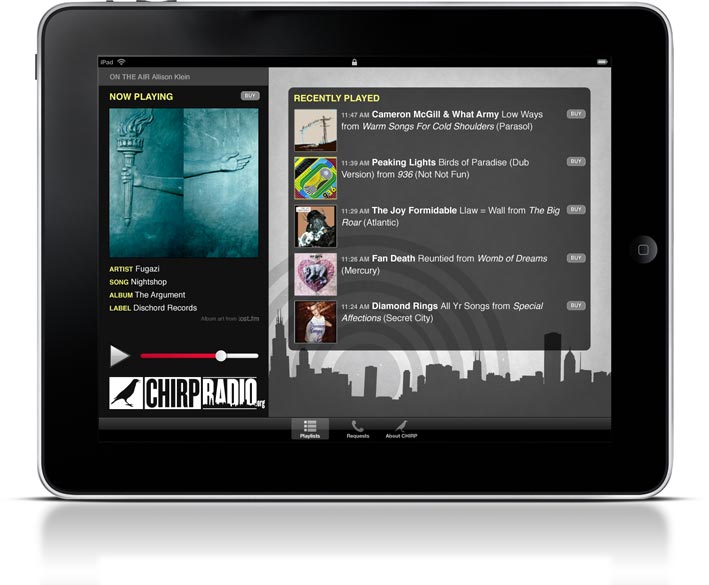 iPad
ON THE AIR Allison Klein
NOW PLAYING
BUY
ARTIST Fugazi
SONG Nightshop
ALBUM The Argument
LABEL Dischord Records
Album art from last.fm
CHIRPRADIO.org
RECENTLY PLAYED
11:47 AM Cameron McGill & What Army Low Ways
from Warm Songs For Cold Shoulders (Parasol)
BUY
11:39 AM Peaking Lights Birds of Paradise (Dub
Version) from 936 (Not Not Fun)
BUY
11:29 AM The Joy Formidable Llaw = Wall from The Big
Roar (Atlantic)
BUY
11:26 AM Fan Death Reuntied from Womb of Dreams
(Mercury)
BUY
11:24 AM Diamond Rings All Yr Songs from Special
Affections (Secret City)
BUY
936
Playlists
Requests
About CHIRP